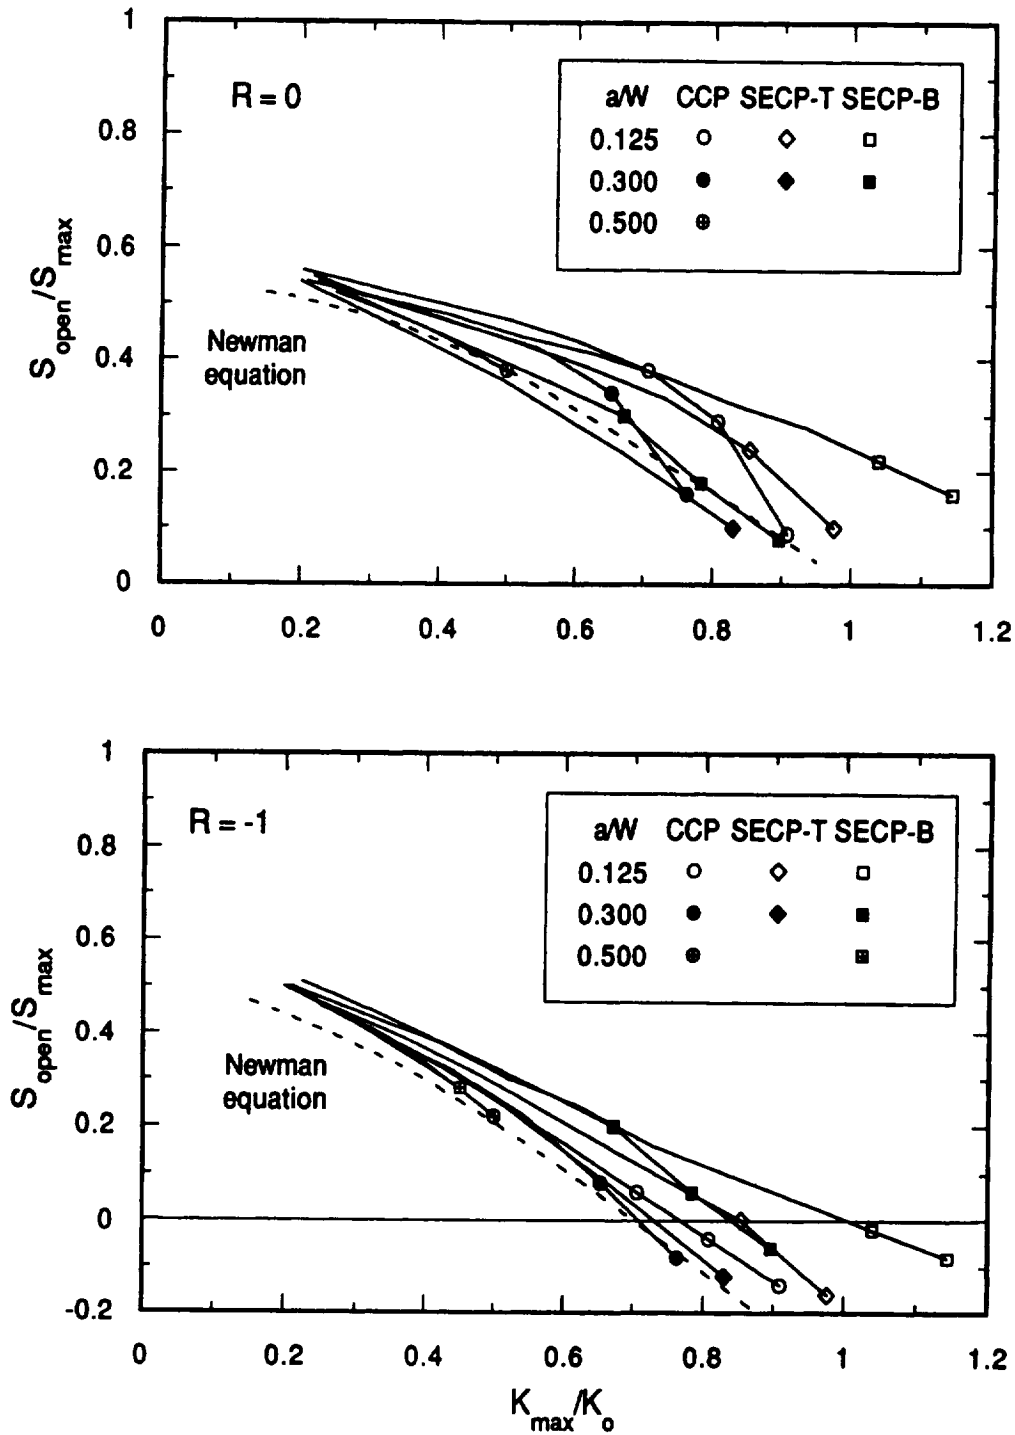 1
R = 0
a/W CCP SECP-T SECP-B
0.8
0.125
0.300
0.500
0.6
S_open/S_max
Newman
equation
0.4
0.2
0
0 0.2 0.4 0.6 0.8 1 1.2
1
R = -1
a/W CCP SECP-T SECP-B
0.8
0.125
0.300
0.500
0.6
S_open/S_max
0.4
Newman
equation
0.2
0
-0.2
0 0.2 0.4 0.6 0.8 1 1.2
K_max/K_o